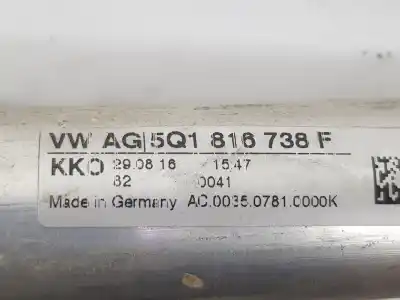 VW AG 5Q1 816 738 F
KKO 29.08.16 15:47
82 0041
Made in Germany AC.0035.0781.0000K